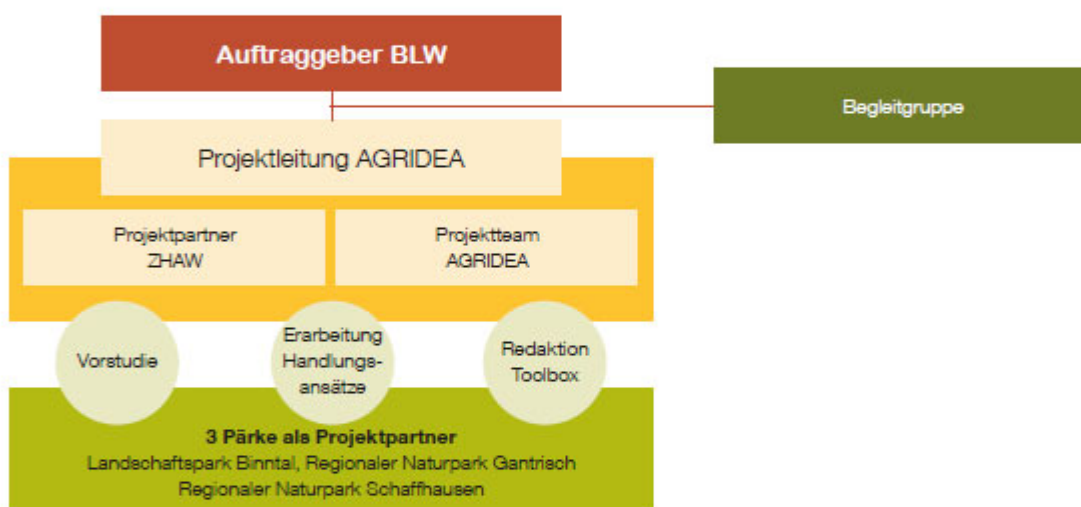 Auftraggeber BLW
Begleitgruppe
Projektleitung AGRIDEA
Projektpartner
ZHAW
Projektteam
AGRIDEA
Vorstudie
Erarbeitung
Handlungs-
ansätze
Redaktion
Toolbox
3 Pärke als Projektpartner
Landschaftspark Binntal, Regionaler Naturpark Gantrisch
Regionaler Naturpark Schaffhausen